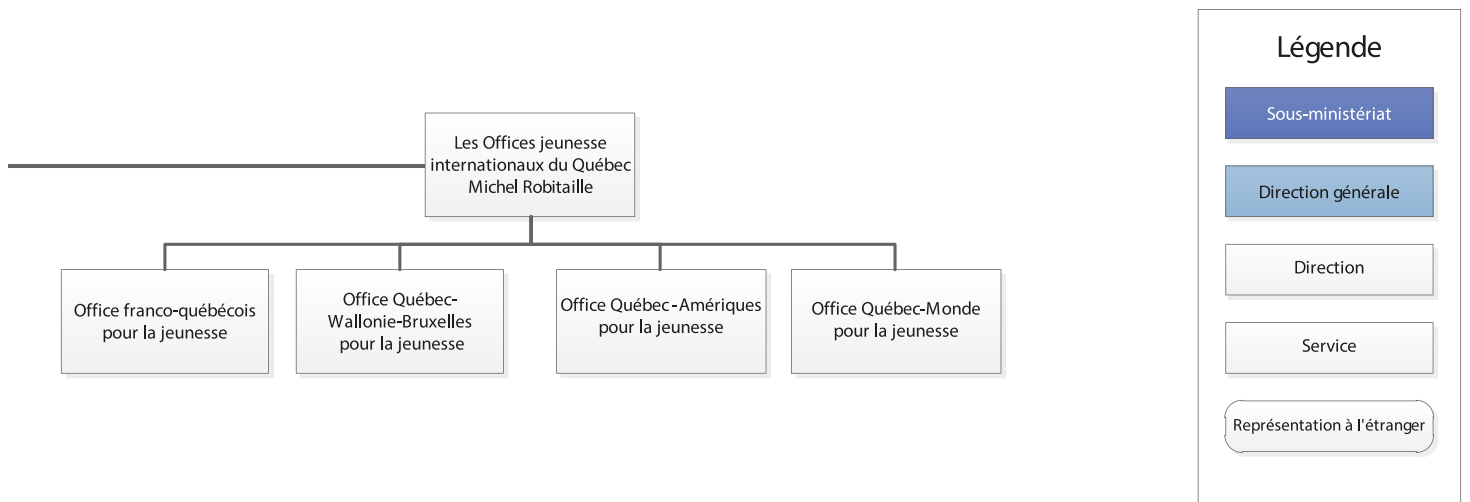 Les Offices jeunesse
internationaux du Québec
Michel Robitaille
Office franco-québécois
pour la jeunesse
Office Québec-
Wallonie-Bruxelles
pour la jeunesse
Office Québec-Amériques
pour la jeunesse
Office Québec-Monde
pour la jeunesse
Légende
Sous-ministériat
Direction générale
Direction
Service
Représentation à l'étranger